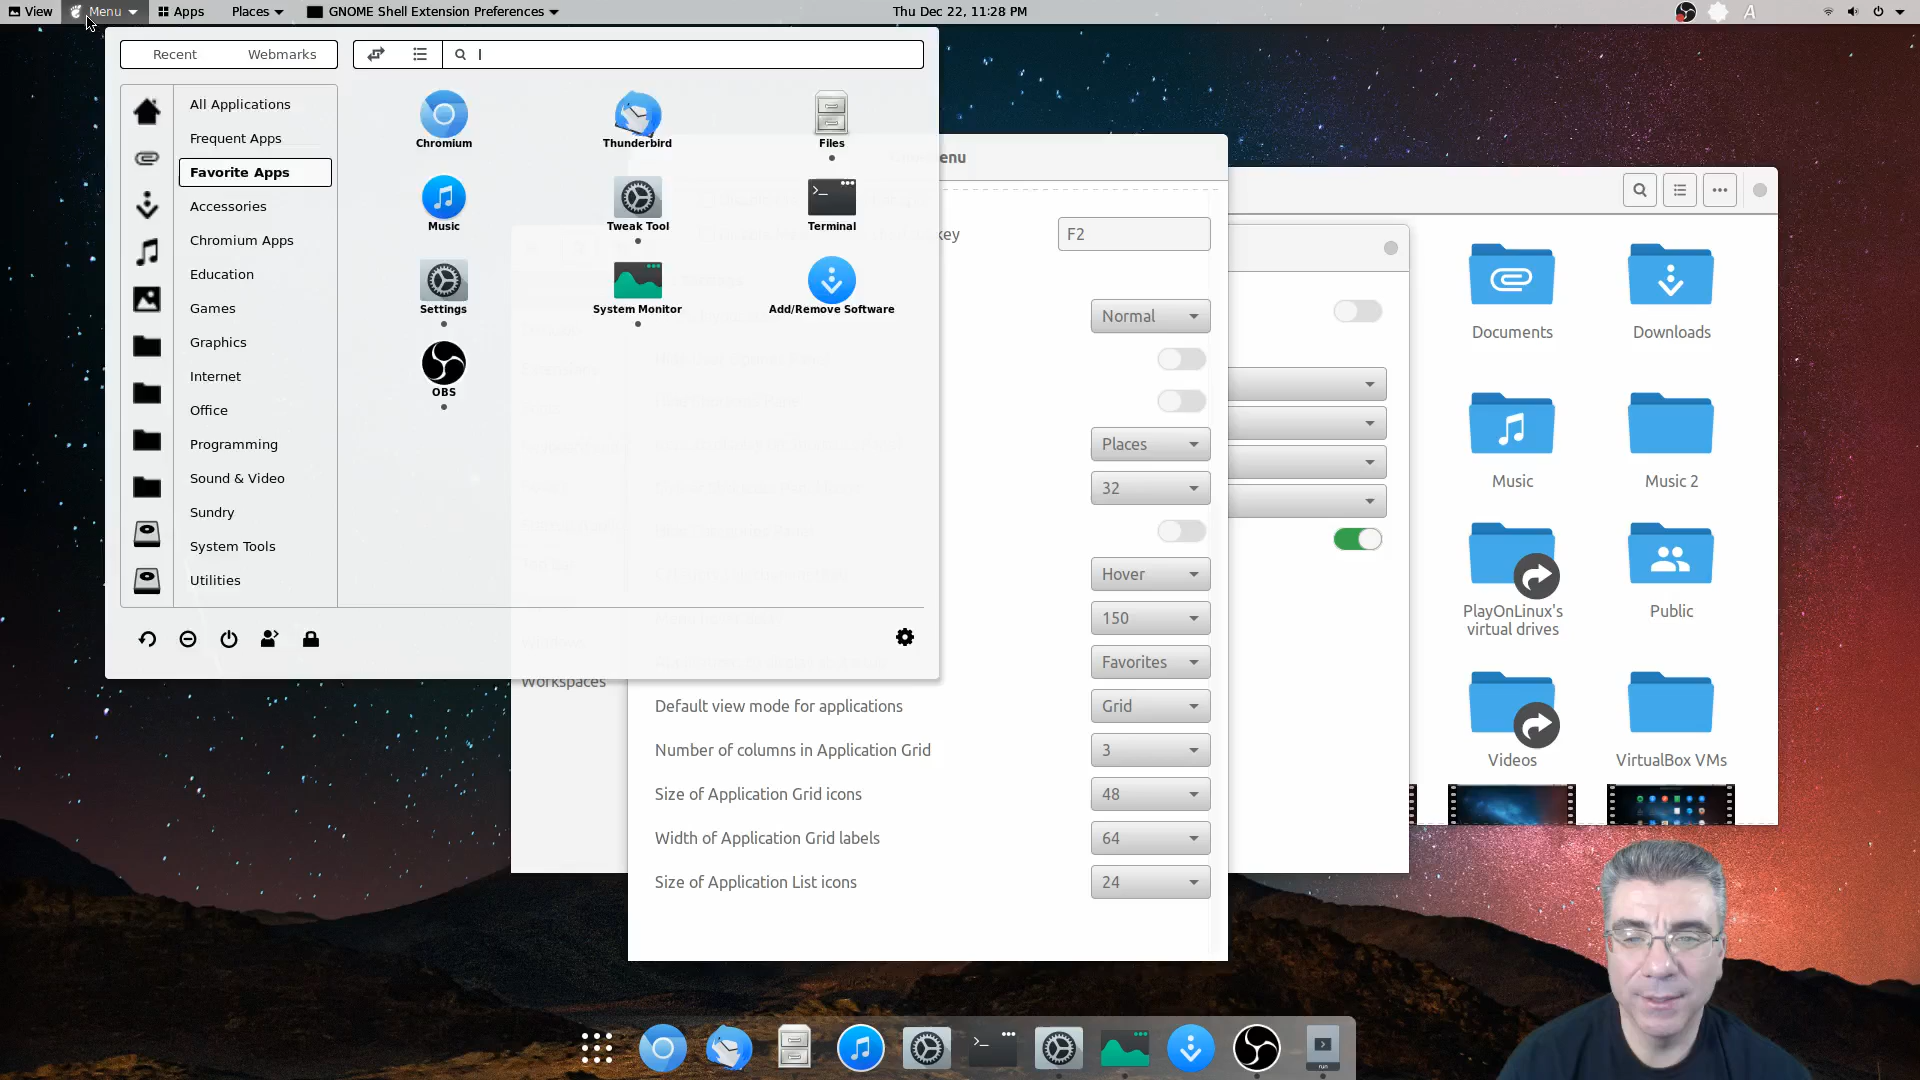 View
Menu
Apps
Places
GNOME Shell Extension Preferences
Thu Dec 22, 11:28 PM
Recent
Webmarks
All Applications
Frequent Apps
Favorite Apps
Accessories
Chromium Apps
Education
Games
Graphics
Internet
Office
Programming
Sound & Video
Sundry
System Tools
Utilities
Chromium
Thunderbird
Files
Music
Tweak Tool
Terminal
Settings
System Monitor
Add/Remove Software
OBS
F2
Normal
Places
32
Hover
150
Favorites
Workspaces
Default view mode for applications
Grid
Number of columns in Application Grid
3
Size of Application Grid icons
48
Width of Application Grid labels
64
Size of Application List icons
24
Documents
Downloads
Music
Music 2
PlayOnLinux's
virtual drives
Public
Videos
VirtualBox VMs